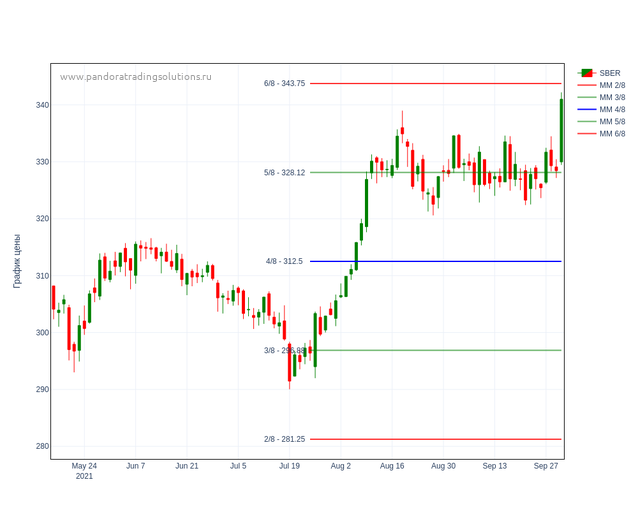 www.pandoratradingsolutions.ru
6/8 - 343.75
5/8 - 328.12
4/8 - 312.5
3/8 - 296.88
2/8 - 281.25
340
330
320
310
300
290
280
График цены
May 24
2021
Jun 7
Jun 21
Jul 5
Jul 19
Aug 2
Aug 16
Aug 30
Sep 13
Sep 27
SBER
MM 2/8
MM 3/8
MM 4/8
MM 5/8
MM 6/8